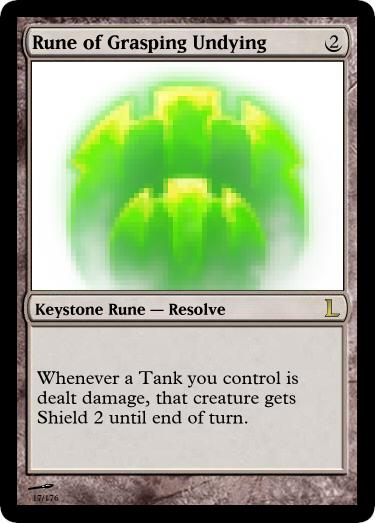 Rune of Grasping Undying 2
Keystone Rune — Resolve L
Whenever a Tank you control is
dealt damage, that creature gets
Shield 2 until end of turn.
17/176